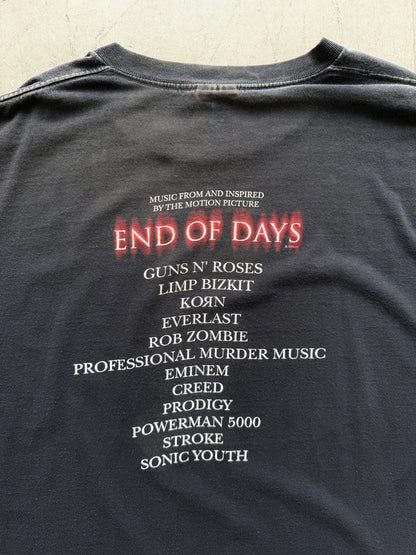 MUSIC FROM AND INSPIRED
BY THE MOTION PICTURE
END OF DAYS
GUNS N' ROSES
LIMP BIZKIT
KOЯN
EVERLAST
ROB ZOMBIE
PROFESSIONAL MURDER MUSIC
EMINEM
CREED
PRODIGY
POWERMAN 5000
STROKE
SONIC YOUTH